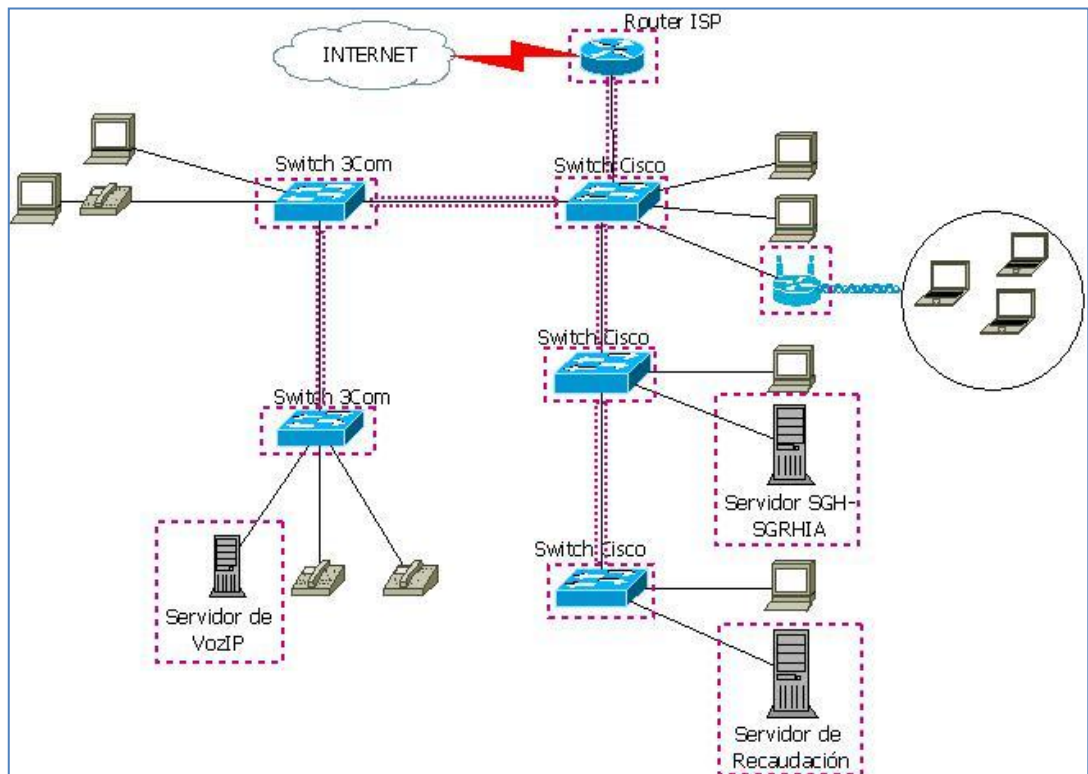 Router ISP
INTERNET
Switch 3Com
Switch Cisco
Switch Cisco
Switch 3Com
Servidor SGH-
SGRHIA
Switch Cisco
Servidor de
VozIP
Servidor de
Recaudación